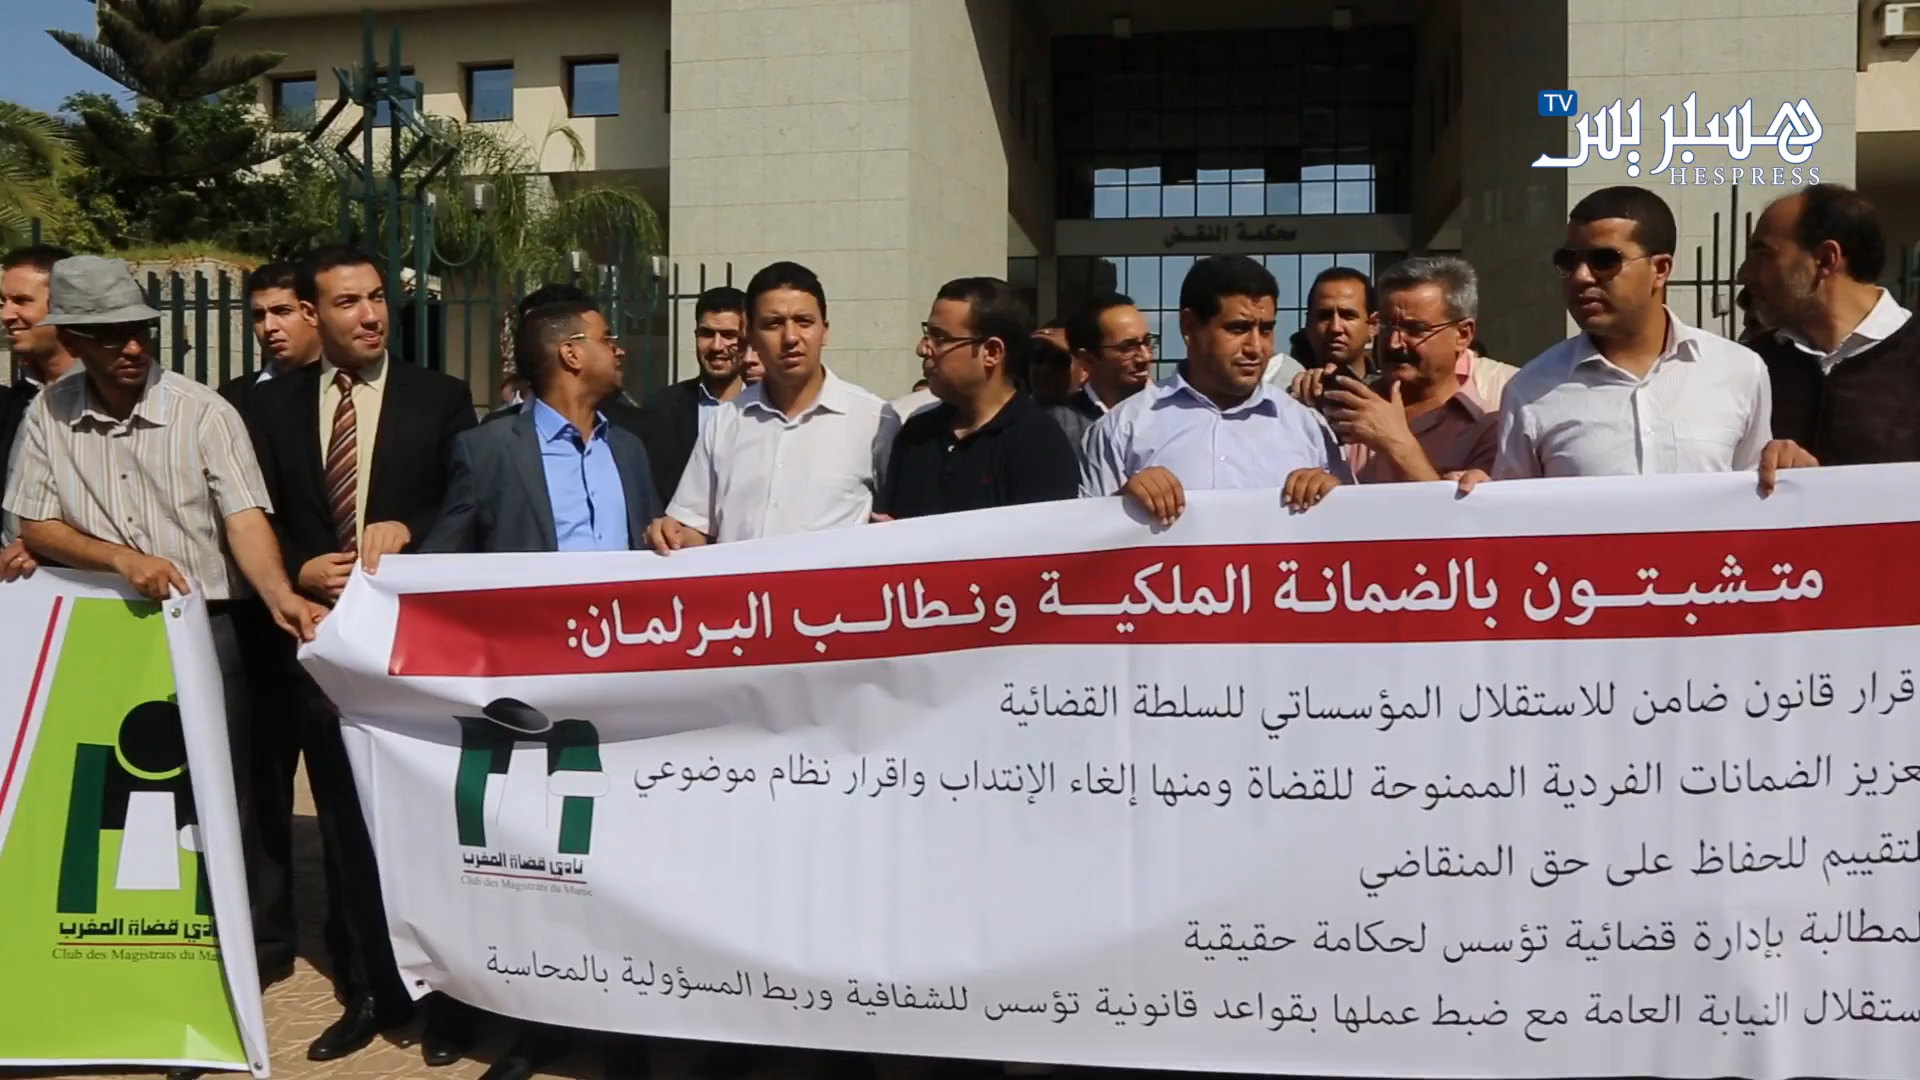 TV
هسبريس
HESPRESS
محكمة النقض
متشبتون بالضمانة الملكية ونطالب البرلمان:
قرار قانون ضامن للاستقلال المؤسساتي للسلطة القضائية
عزيز الضمانات الفردية الممنوحة للقضاة ومنها إلغاء الإنتداب واقرار نظام موضوعي
لتقييم للحفاظ على حق المتقاضي
لمطالبة بإدارة قضائية تؤسس لحكامة حقيقية
ستقلال النيابة العامة مع ضبط عملها بقواعد قانونية تؤسس للشفافية وربط المسؤولية بالمحاسبة
نادي قضاة المغرب
Club des Magistrats du Maroc
ادي قضاة المغرب
Club des Magistrats du Ma